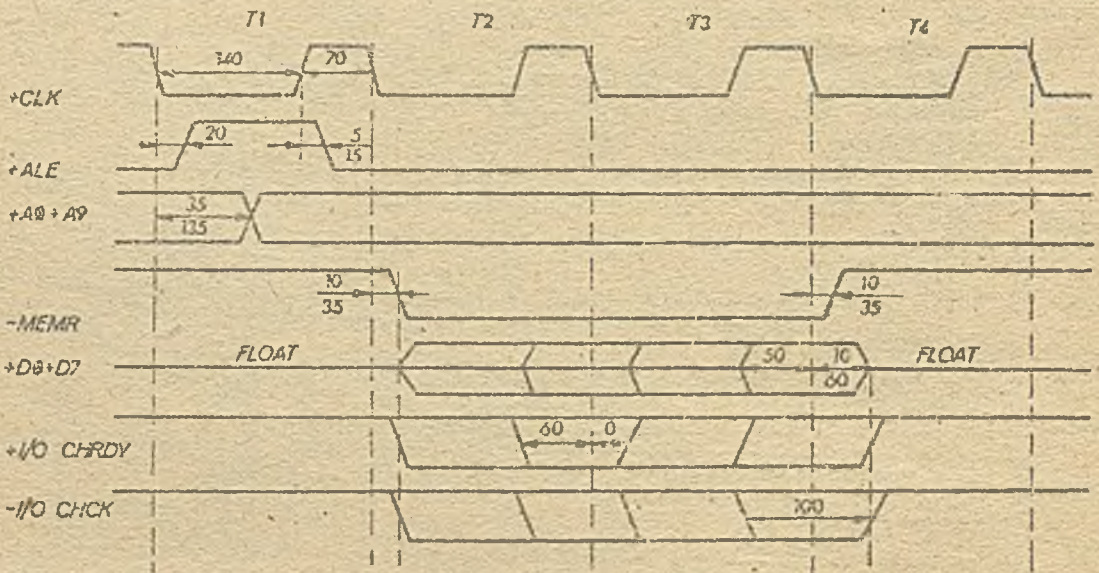 T1 T2 T3 T4
140 70
+CLK
20 5
15
+ALE
35
+A0÷A9
135
10 10
35 35
-MEMR
FLOAT 50 10 FLOAT
+D0÷D7
60
60 0
+I/O CHRDY
-I/O CHCK
100